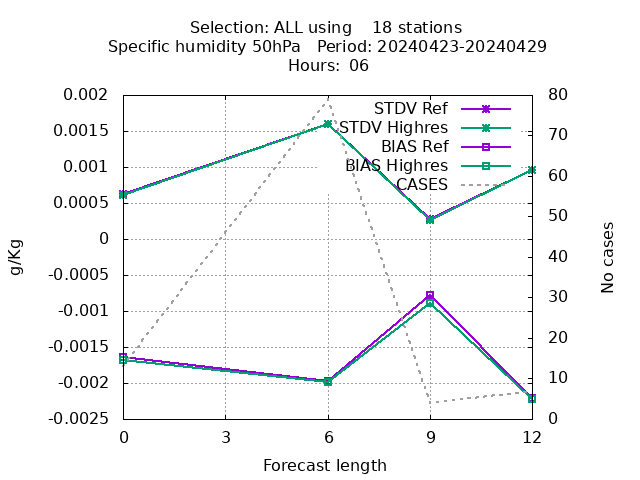 Selection: ALL using    18 stations
Specific humidity 50hPa   Period: 20240423-20240429
Hours: 06
STDV Ref
STDV Highres
BIAS Ref
BIAS Highres
CASES
0.002
0.0015
0.001
0.0005
0
-0.0005
-0.001
-0.0015
-0.002
-0.0025
g/Kg
80
70
60
50
40
30
20
10
0
No cases
0 3 6 9 12
Forecast length